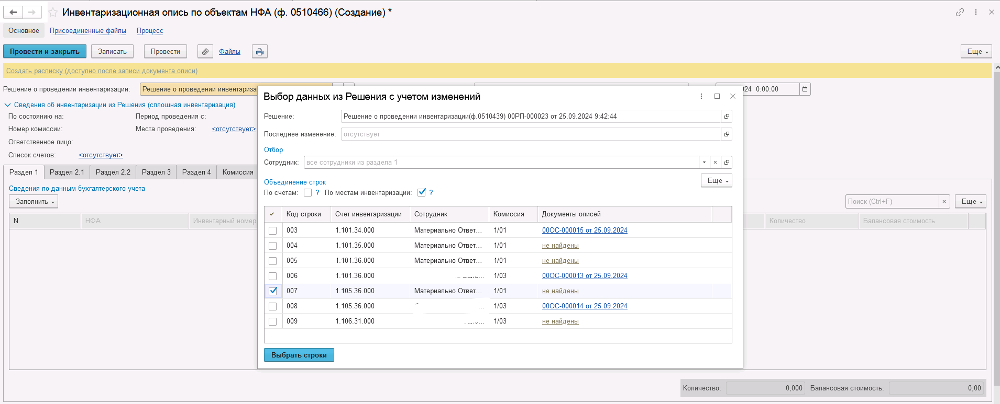 Инвентаризационная опись по объектам НФА (ф. 0510466) (Создание) *
Основное Присоединенные файлы Процесс
Провести и закрыть Записать Провести Файлы Еще
Создать расписку (доступно после записи документа описи)
Решение о проведении инвентаризации: Решение о проведении 24 0:00:00
Сведения об инвентаризации из Решения (сплошная инвентаризация)
По состоянию на: Период проведения с:
Номер комиссии: Места проведения: <отсутствует>
Ответственное лицо:
Список счетов: <отсутствует>
Раздел 1 Раздел 2.1 Раздел 2.2 Раздел 3 Раздел 4 Комиссия
Сведения по данным бухгалтерского учета
Заполнить Поиск (Ctrl+F) × Еще
N НФА Инвентарный номер Количество Балансовая стоимость
Выбор данных из Решения с учетом изменений
Решение: Решение о проведении инвентаризации(ф.0510439) 00РП-000023 от 25.09.2024 9:42:44
Последнее изменение: отсутствует
Отбор
Сотрудник: все сотрудники из раздела 1
Объединение строк Еще
По счетам: ? По местам инвентаризации: ?
Код строки Счет инвентаризации Сотрудник Комиссия Документы описей
003 1.101.34.000 Материально Ответ... 1/01 00ОС-000015 от 25.09.2024
004 1.101.35.000 Материально Ответ... 1/01 не найдены
005 1.101.36.000 Материально Ответ... 1/01 не найдены
006 1.101.36.000 1/03 00ОС-000013 от 25.09.2024
007 1.105.36.000 Материально Ответ... 1/01 не найдены
008 1.105.36.000 ... 1/03 00ОС-000014 от 25.09.2024
009 1.106.31.000 1/03 не найдены
Выбрать строки
Количество: 0,000 Балансовая стоимость: 0,00